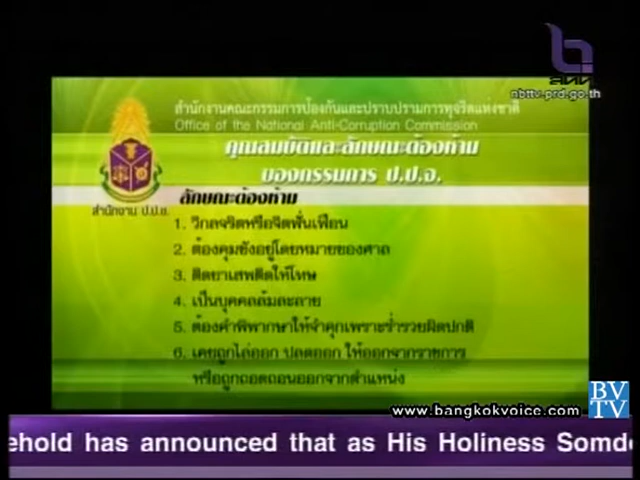 สทท
nbttv.prd.go.th
สำนักงานคณะกรรมการป้องกันและปราบปรามการทุจริตแห่งชาติ
Office of the National Anti-Corruption Commission
คุณสมบัติและลักษณะต้องห้าม
ของกรรมการ ป.ป.จ.
สำนักงาน ป.ป.ช.
ลักษณะต้องห้าม
1. วิกลจริตหรือจิตฟั่นเฟือน
2. ต้องคุมขังอยู่โดยหมายของศาล
3. ติดยาเสพติดให้โทษ
4. เป็นบุคคลล้มละลาย
5. ต้องคำพิพากษาให้จำคุกเพราะร่ำรวยผิดปกติ
6. เคยถูกไล่ออก ปลดออก ให้ออกจากราชการ
หรือถูกถอดถอนออกจากตำแหน่ง
www.bangkokvoice.com
BV
TV
ehold has announced that as His Holiness Somde